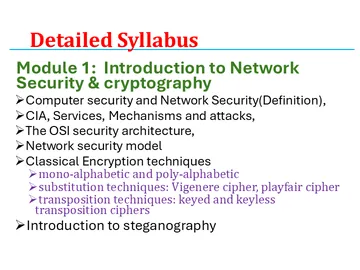 Detailed Syllabus
Module 1:  Introduction to Network
Security & cryptography
➢Computer security and Network Security(Definition),
➢CIA, Services, Mechanisms and attacks,
➢The OSI security architecture,
➢Network security model
➢Classical Encryption techniques
➢mono-alphabetic and poly-alphabetic
➢substitution techniques: Vigenere cipher, playfair cipher
➢transposition techniques: keyed and keyless
transposition ciphers
➢Introduction to steganography